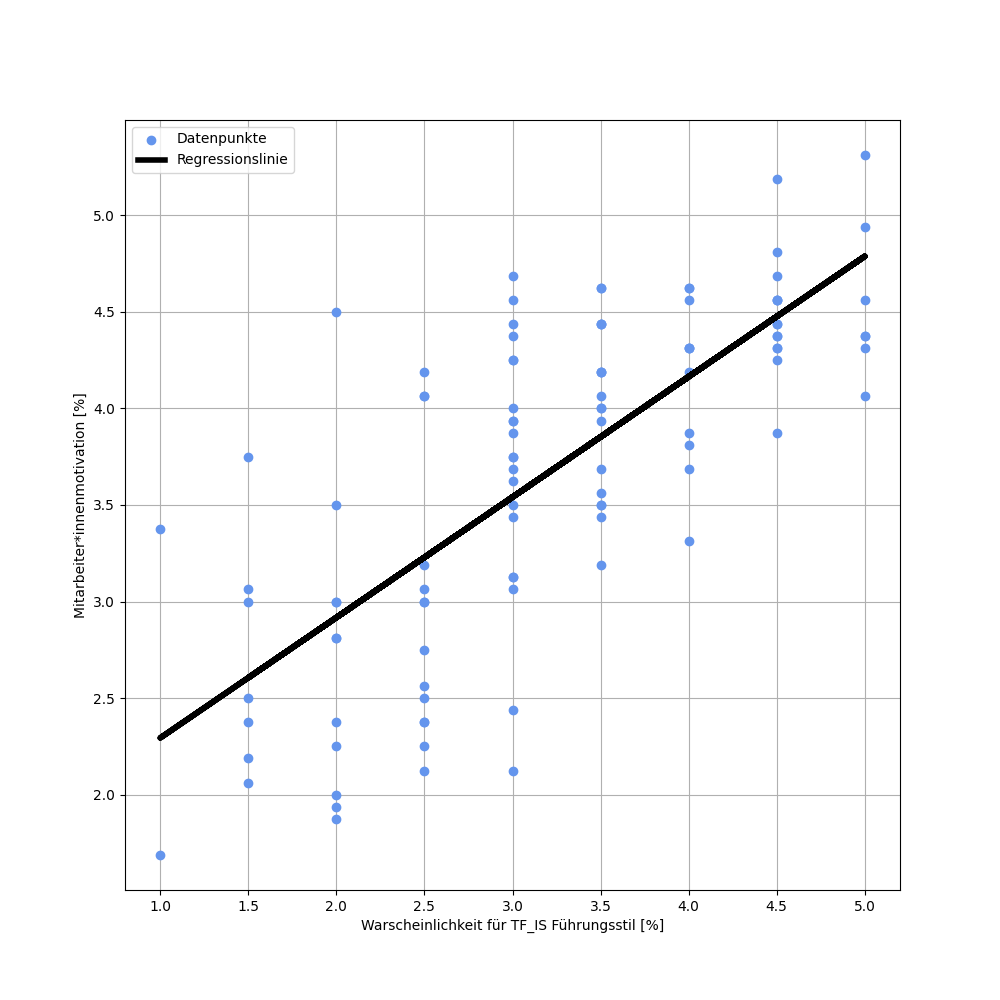 Datenpunkte
Regressionslinie
5.0
4.5
4.0
3.5
3.0
2.5
2.0
Mitarbeiter*innenmotivation [%]
1.0 1.5 2.0 2.5 3.0 3.5 4.0 4.5 5.0
Warscheinlichkeit für TF_IS Führungsstil [%]